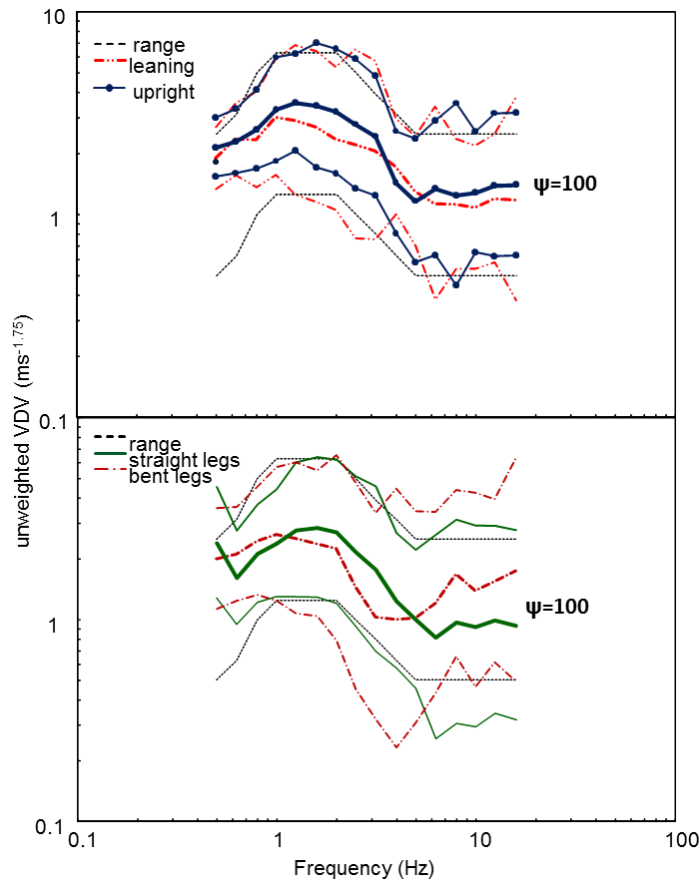 10
range
leaning
upright
ψ=100
1
unweighted VDV (ms-1.75)
0.1
range
straight legs
bent legs
ψ=100
1
0.1
0.1
1
10
100
Frequency (Hz)